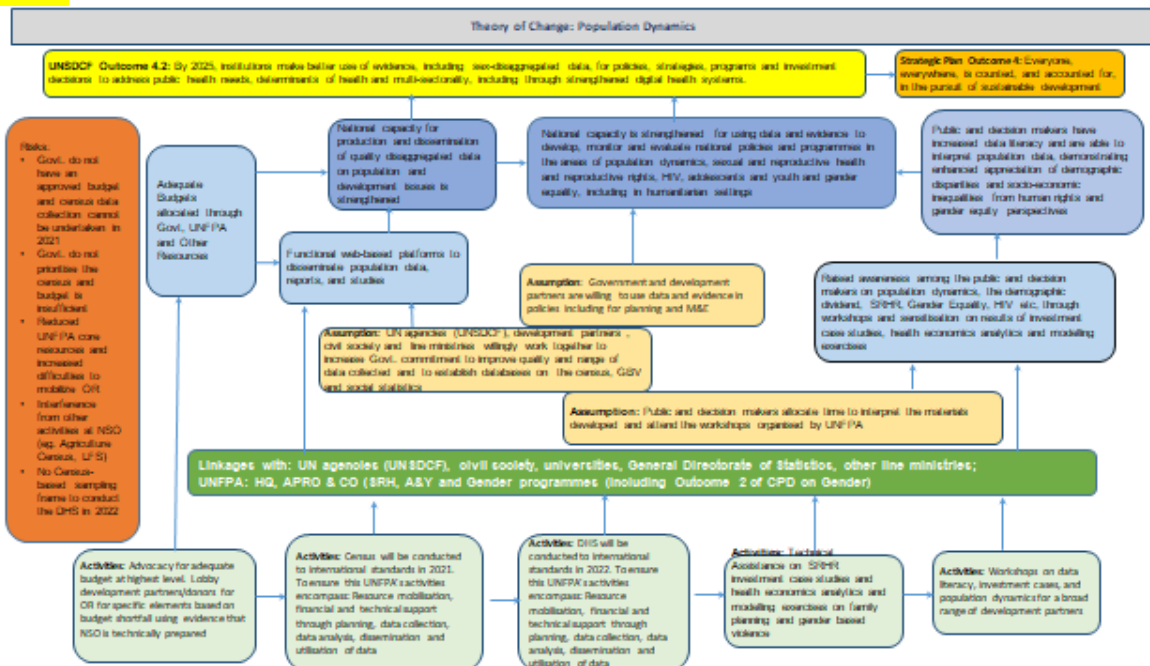 Theory of Change: Population Dynamics
UNSDCF Outcome 4.2: By 2025, institutions make better use of evidence, including sex-disaggregated data, for policies, strategies, programs and investment
decisions to address public health needs, determinants of health and multi-sectorality, including through strengthened digital health systems.
Strategic Plan Outcome 4: Everyone,
everywhere, is counted, and accounted for,
in the pursuit of sustainable development
Risks:
• Govt. do not
have an
approved budget
and census data
collection cannot
be undertaken in
2021
• Govt. do not
prioritise the
census and
budget is
insufficient
• Reduced
UNFPA core
resources and
increased
difficulties to
mobilize OR
• Interference
from other
activities at NSO
(eg. Agriculture
Census, LFS)
• No Census-
based sampling
frame to conduct
the DHS in 2022
Adequate
Budgets
allocated through
Govt., UNFPA
and Other
Resources
National capacity for
production and dissemination
of quality disaggregated data
on population and
development issues is
strengthened
National capacity is strengthened for using data and evidence to
develop, monitor and evaluate national policies and programmes in
the areas of population dynamics, sexual and reproductive health
and reproductive rights, HIV, adolescents and youth and gender
equality, including in humanitarian settings
Public and decision makers have
increased data literacy and are able to
interpret population data, demonstrating
enhanced appreciation of demographic
disparities and socio-economic
inequalities from human rights and
gender equity perspectives
Functional web-based platforms to
disseminate population data,
reports, and studies
Assumption: Government and development
partners are willing to use data and evidence in
policies including for planning and M&E
Raised awareness among the public and decision
makers on population dynamics, the demographic
dividend, SRHR, Gender Equality, HIV etc, through
workshops and sensitisation on results of investment
case studies, health economics analytics and modelling
exercises
Assumption: UN agencies (UNSDCF), development partners ,
civil society and line ministries willingly work together to
increase Govt. commitment to improve quality and range of
data collected and to establish databases on the census, GBV
and social statistics
Assumption: Public and decision makers allocate time to interpret the materials
developed and attend the workshops organised by UNFPA
Linkages with: UN agencies (UNSDCF), civil society, universities, General Directorate of Statistics, other line ministries;
UNFPA: HQ, APRO & CO (SRH, A&Y and Gender programmes (including Outcome 2 of CPD on Gender)
Activities: Advocacy for adequate
budget at highest level. Lobby
development partners/donors for
OR for specific elements based on
budget shortfall using evidence that
NSO is technically prepared
Activities: Census will be conducted
to international standards in 2021.
To ensure this UNFPA's activities
encompass: Resource mobilisation,
financial and technical support
through planning, data collection,
data analysis, dissemination and
utilisation of data
Activities: DHS will be
conducted to international
standards in 2022. To ensure
this UNFPA's activities
encompass: Resource
mobilisation, financial and
technical support through
planning, data collection, data
analysis, dissemination and
utilisation of data
Activities: Technical
Assistance on SRHR
investment case studies and
health economics analytics and
modelling exercises on family
planning and gender based
violence
Activities: Workshops on data
literacy, investment cases, and
population dynamics for a broad
range of development partners